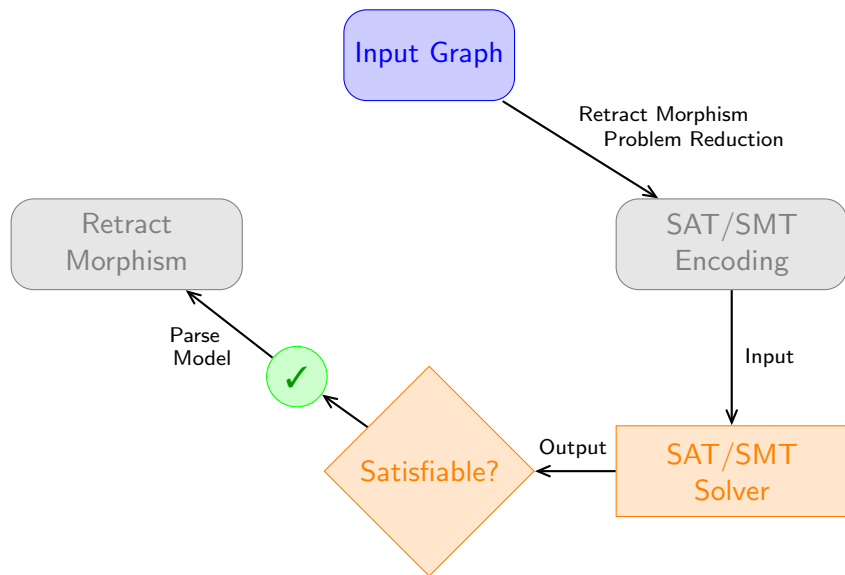 Input Graph
Retract Morphism
Problem Reduction
Retract
Morphism
SAT/SMT
Encoding
Parse
Model
Input
✓
Output
Satisfiable?
SAT/SMT
Solver